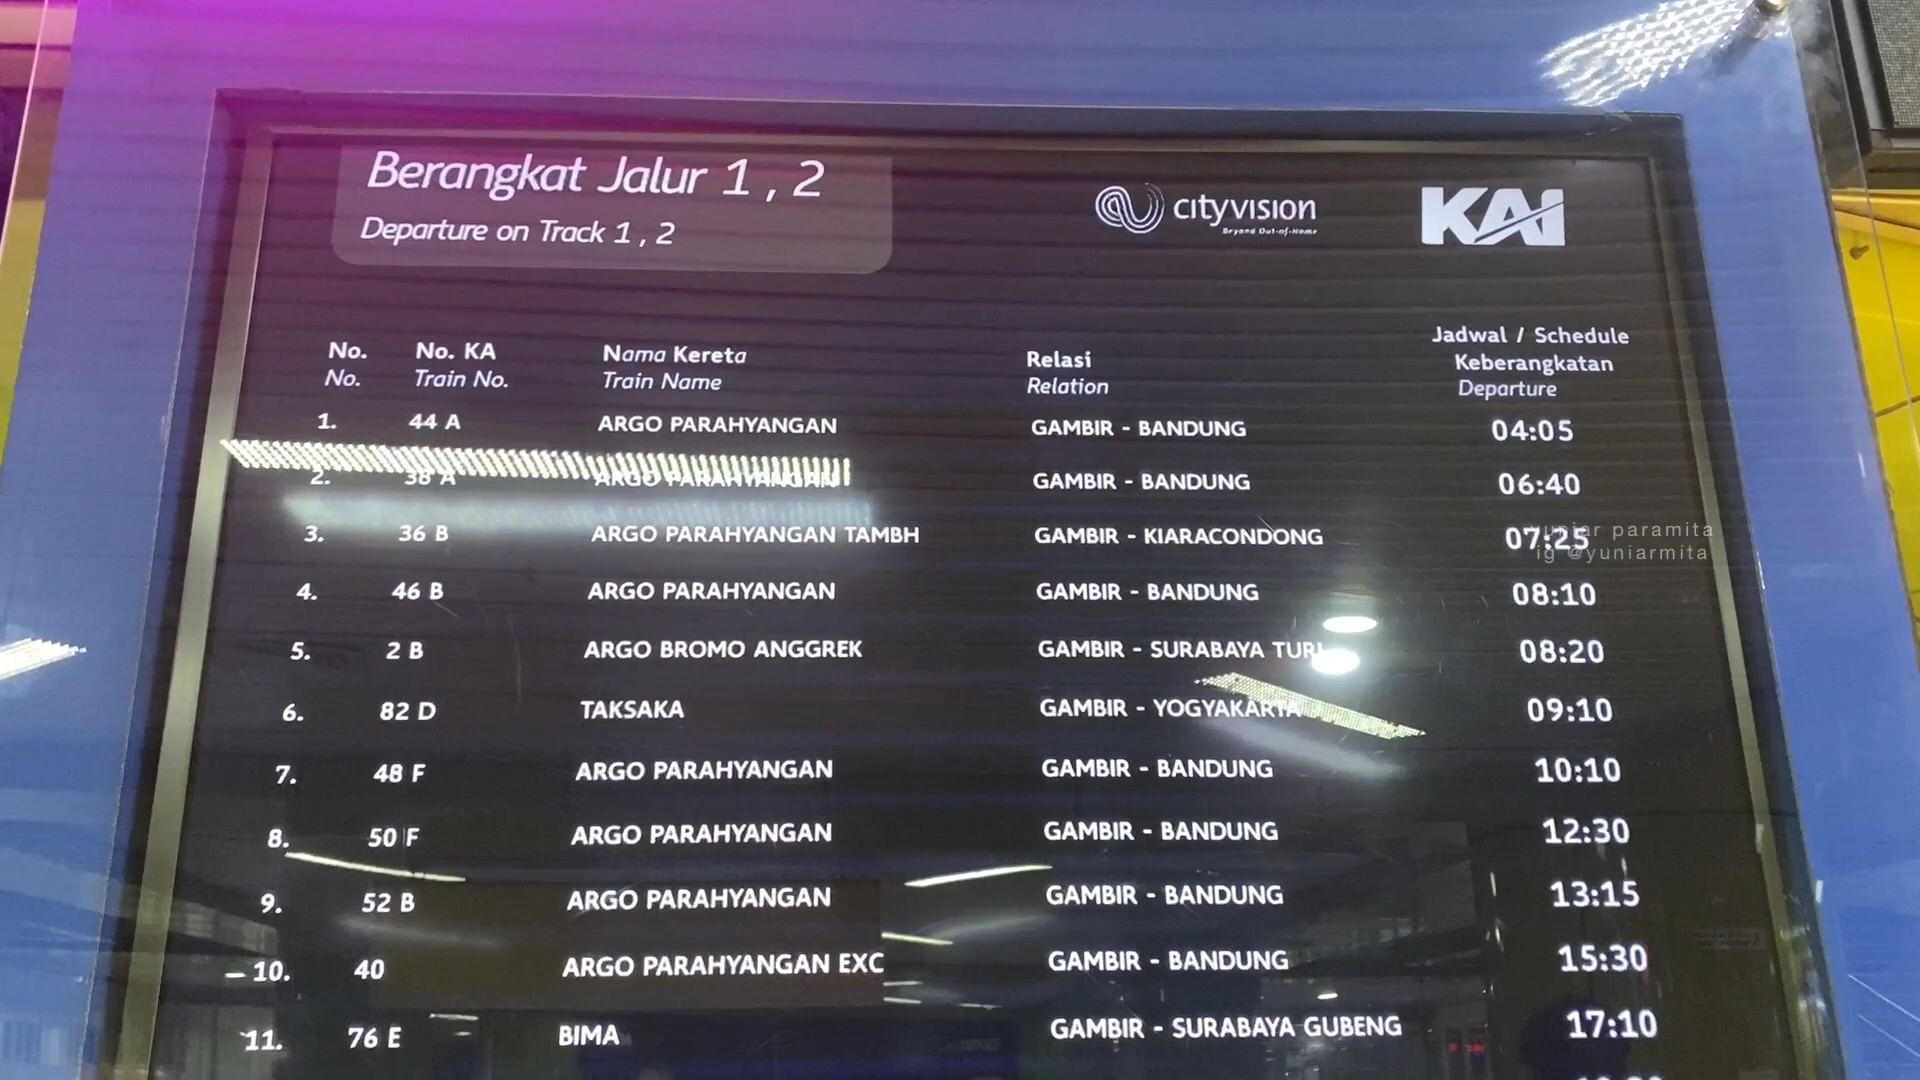 Berangkat Jalur 1 , 2
Departure on Track 1 , 2
cityvision
Beyond Out-of-Home
KAI
No. No. KA Nama Kereta Relasi Jadwal / Schedule Keberangkatan
No. Train No. Train Name Relation Departure
1. 44 A ARGO PARAHYANGAN GAMBIR - BANDUNG 04:05
2. 38 A ARGO PARAHYANGAN GAMBIR - BANDUNG 06:40
3. 36 B ARGO PARAHYANGAN TAMBH GAMBIR - KIARACONDONG 07:25
yuniar paramita
ig @yuniarmita
4. 46 B ARGO PARAHYANGAN GAMBIR - BANDUNG 08:10
5. 2 B ARGO BROMO ANGGREK GAMBIR - SURABAYA TURI 08:20
6. 82 D TAKSAKA GAMBIR - YOGYAKARTA 09:10
7. 48 F ARGO PARAHYANGAN GAMBIR - BANDUNG 10:10
8. 50 F ARGO PARAHYANGAN GAMBIR - BANDUNG 12:30
9. 52 B ARGO PARAHYANGAN GAMBIR - BANDUNG 13:15
10. 40 ARGO PARAHYANGAN EXC GAMBIR - BANDUNG 15:30
11. 76 E BIMA GAMBIR - SURABAYA GUBENG 17:10